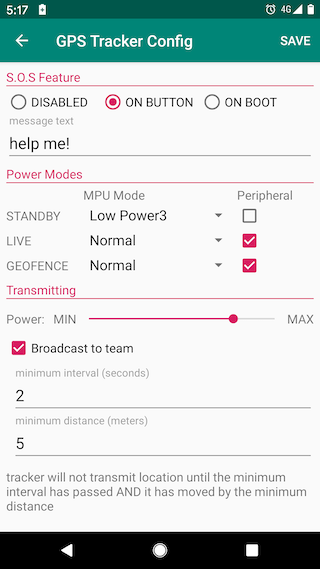 5:17 4G
GPS Tracker Config SAVE
S.O.S Feature
DISABLED ON BUTTON ON BOOT
message text
help me!
Power Modes
MPU Mode Peripheral
STANDBY Low Power3
LIVE Normal
GEOFENCE Normal
Transmitting
Power: MIN MAX
Broadcast to team
minimum interval (seconds)
2
minimum distance (meters)
5
tracker will not transmit location until the minimum
interval has passed AND it has moved by the minimum
distance